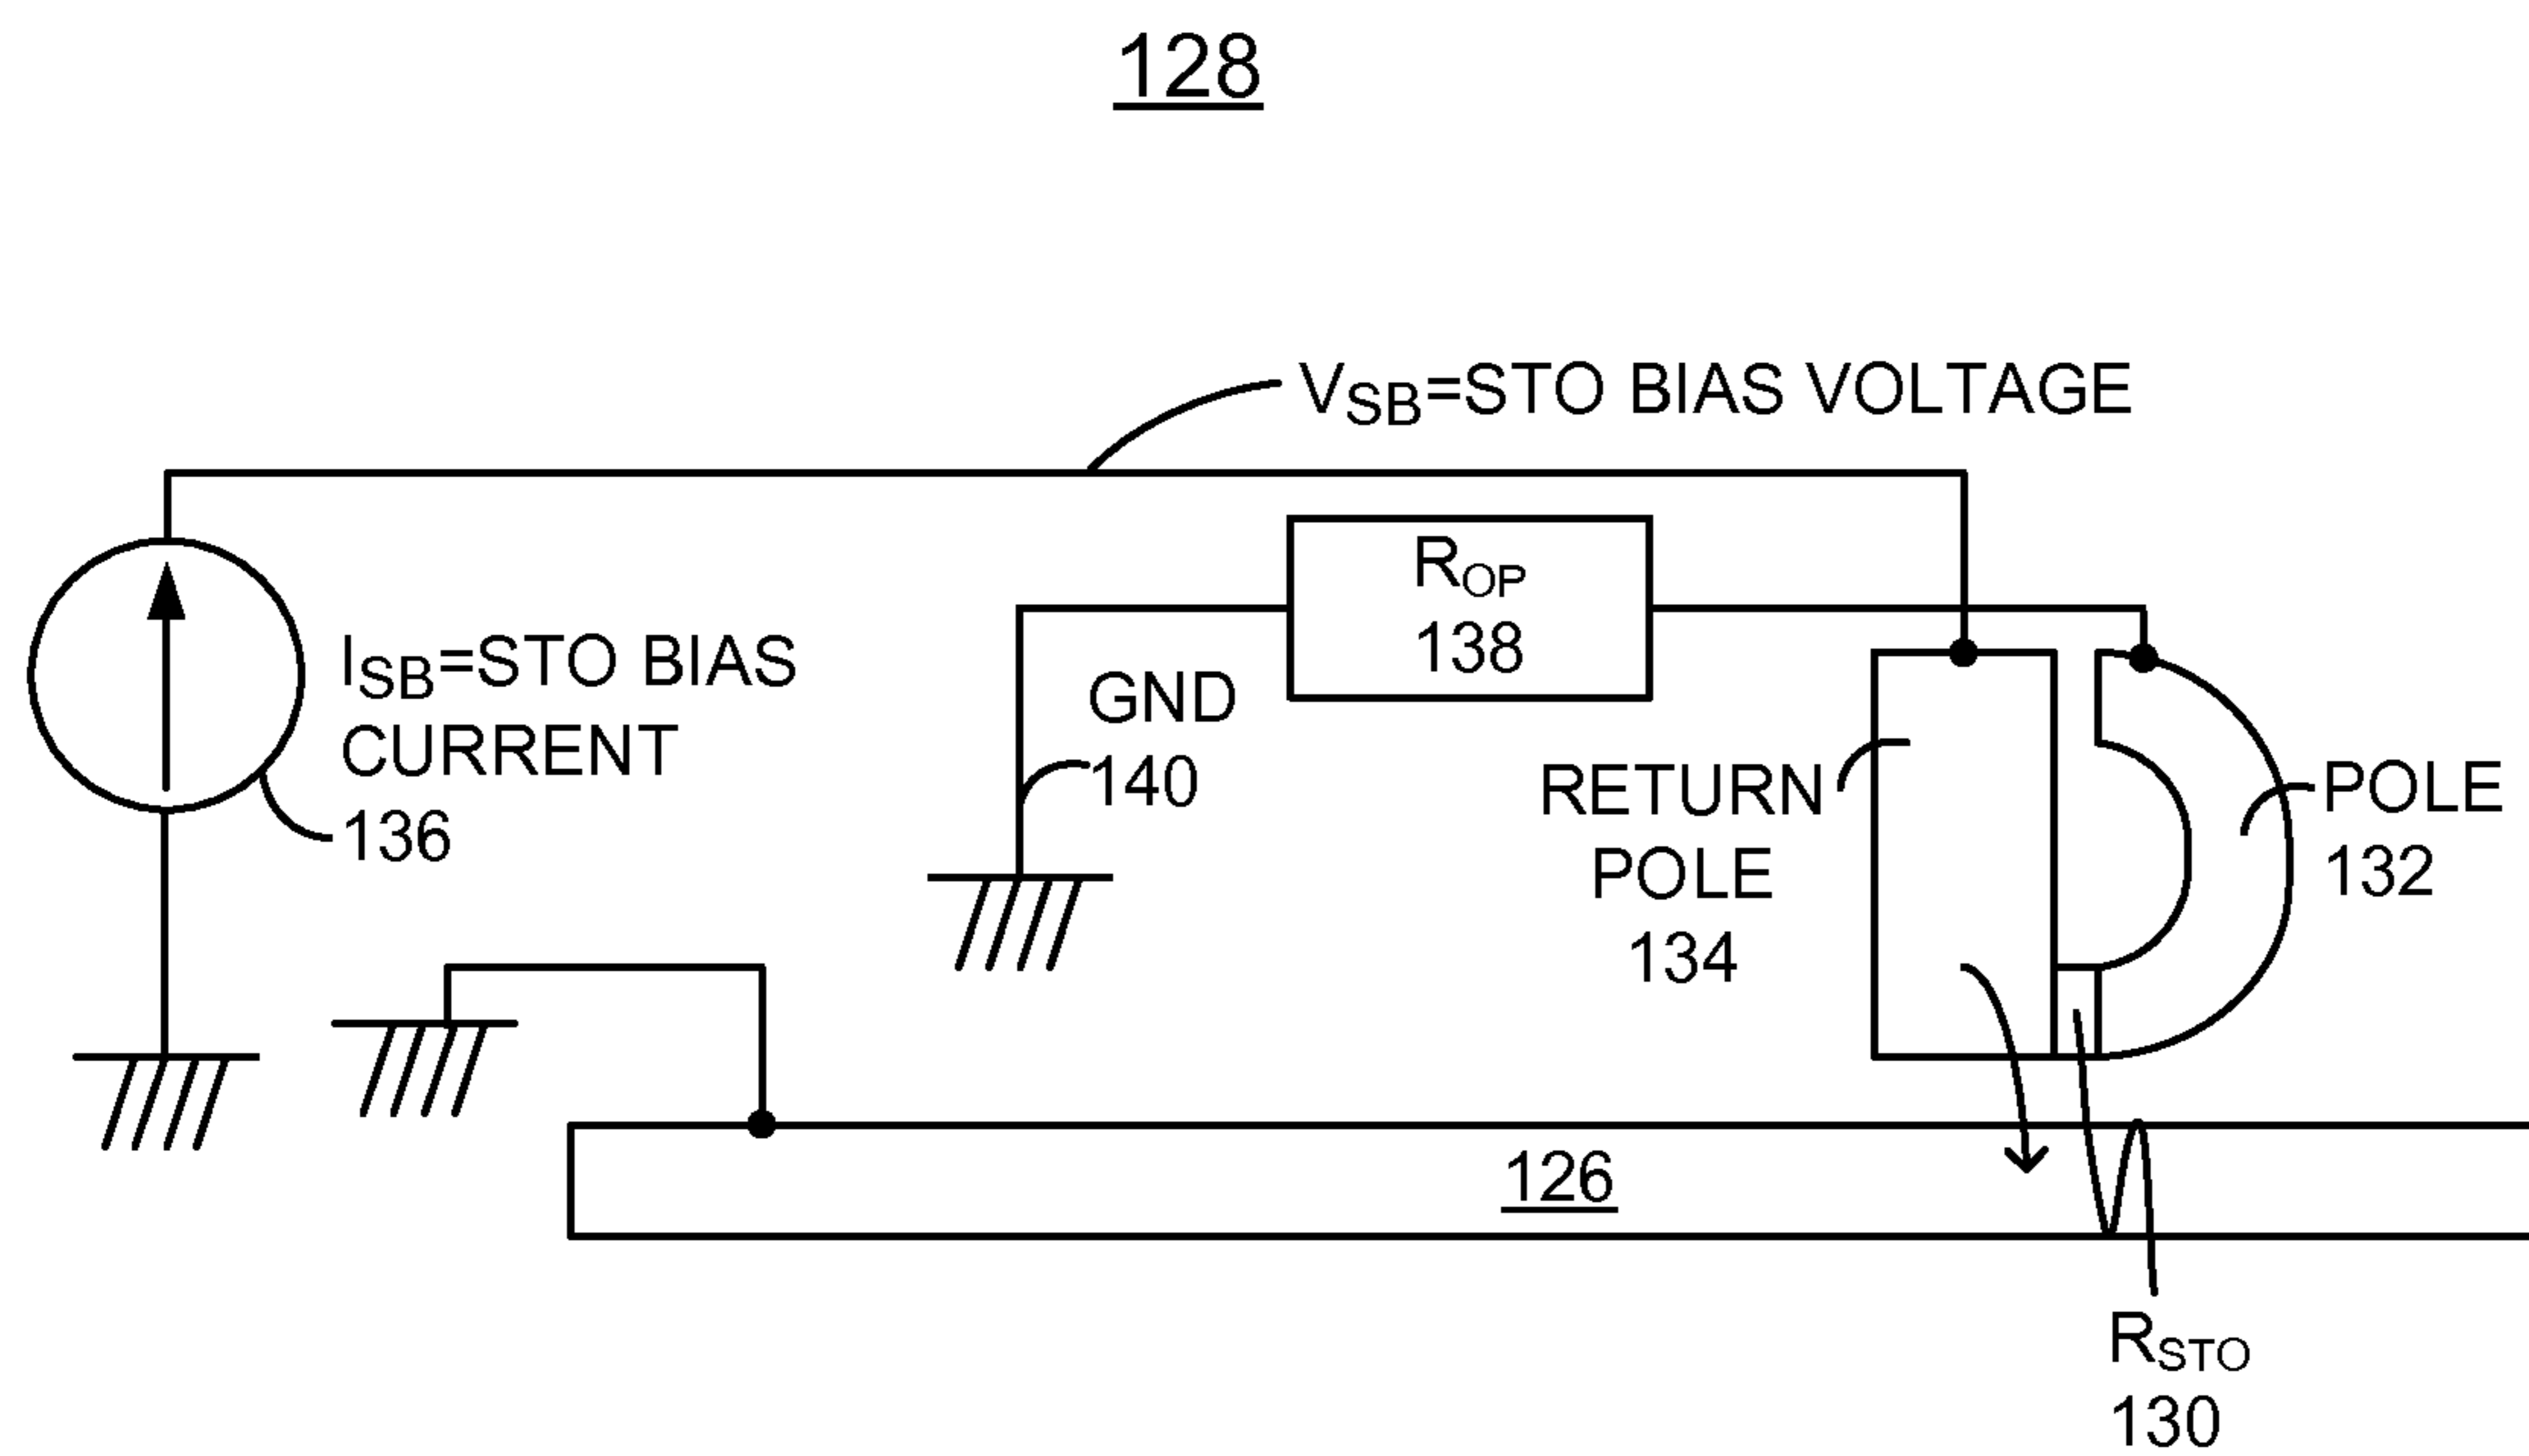 128
VSB=STO BIAS VOLTAGE
ROP
138
ISB=STO BIAS
CURRENT
136
GND
140
RETURN
POLE
134
POLE
132
126
RSTO
130